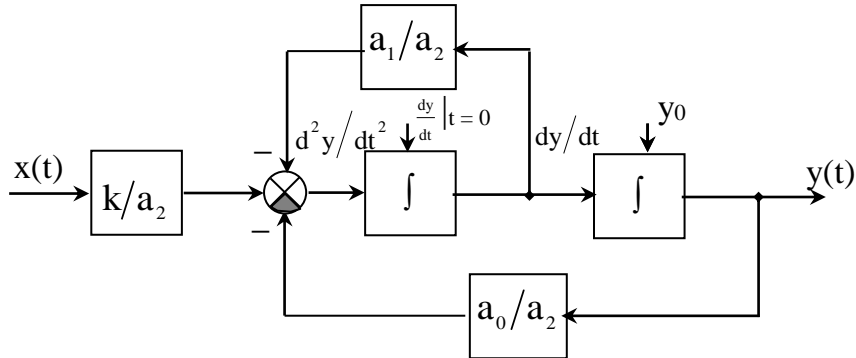 a₁/a₂
dy/dt |t = 0
y₀
− d²y/dt²
dy/dt
x(t)
y(t)
k/a₂
∫
∫
−
a₀/a₂